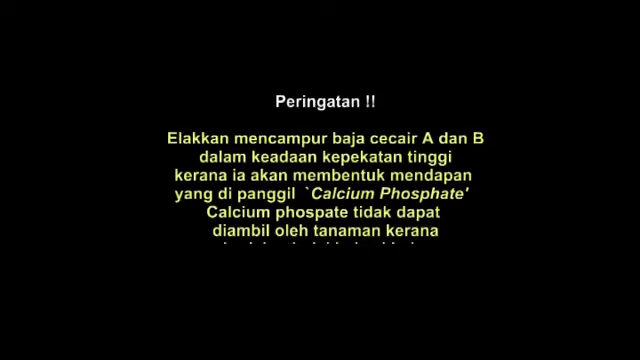 Peringatan !!
Elakkan mencampur baja cecair A dan B
dalam keadaan kepekatan tinggi
kerana ia akan membentuk mendapan
yang di panggil `Calcium Phosphate'
Calcium phospate tidak dapat
diambil oleh tanaman kerana